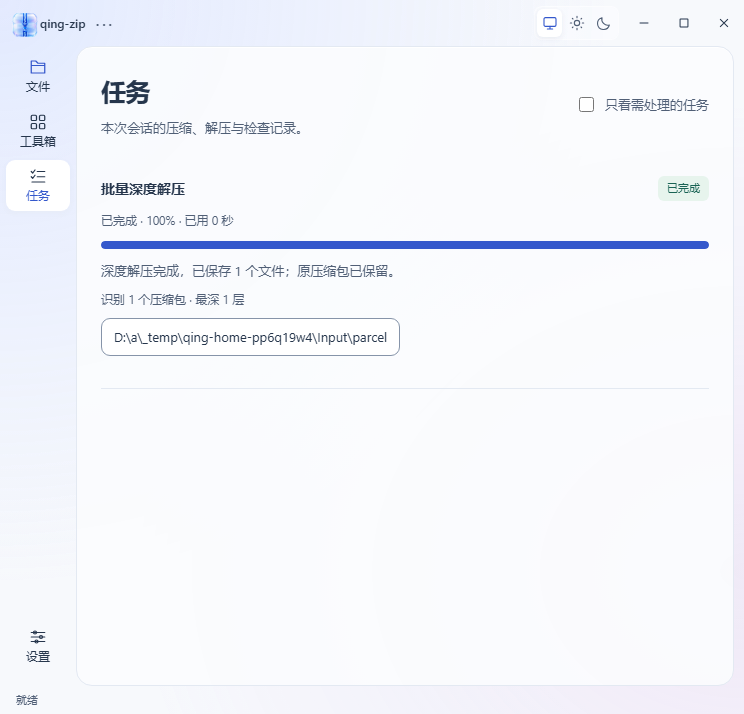 qing-zip ···
文件
工具箱
任务
设置
就绪
任务
本次会话的压缩、解压与检查记录。
只看需处理的任务
批量深度解压
已完成
已完成 · 100% · 已用 0 秒
深度解压完成，已保存 1 个文件；原压缩包已保留。
识别 1 个压缩包 · 最深 1 层
D:\a\_temp\qing-home-pp6q19w4\Input\parcel